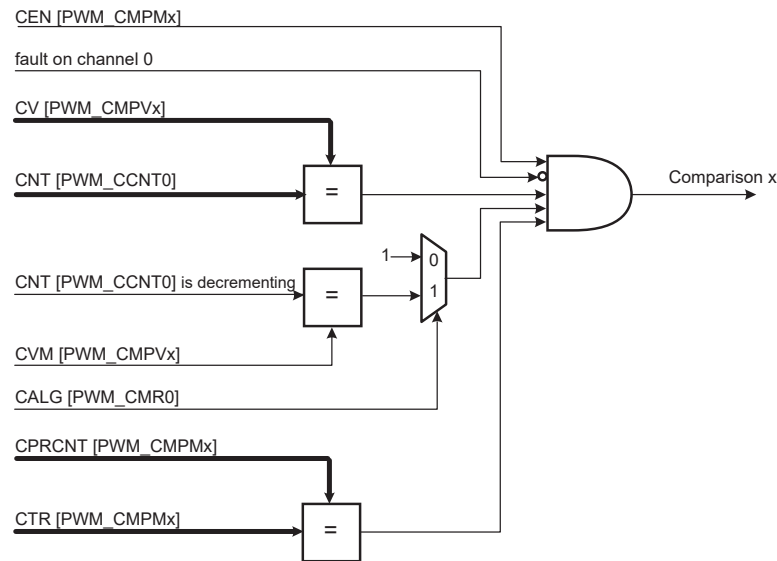 CEN [PWM_CMPMx]
fault on channel 0
CV [PWM_CMPVx]
CNT [PWM_CCNT0]
=
Comparison x
1
0
CNT [PWM_CCNT0] is decrementing
=
1
CVM [PWM_CMPVx]
CALG [PWM_CMR0]
CPRCNT [PWM_CMPMx]
CTR [PWM_CMPMx]
=